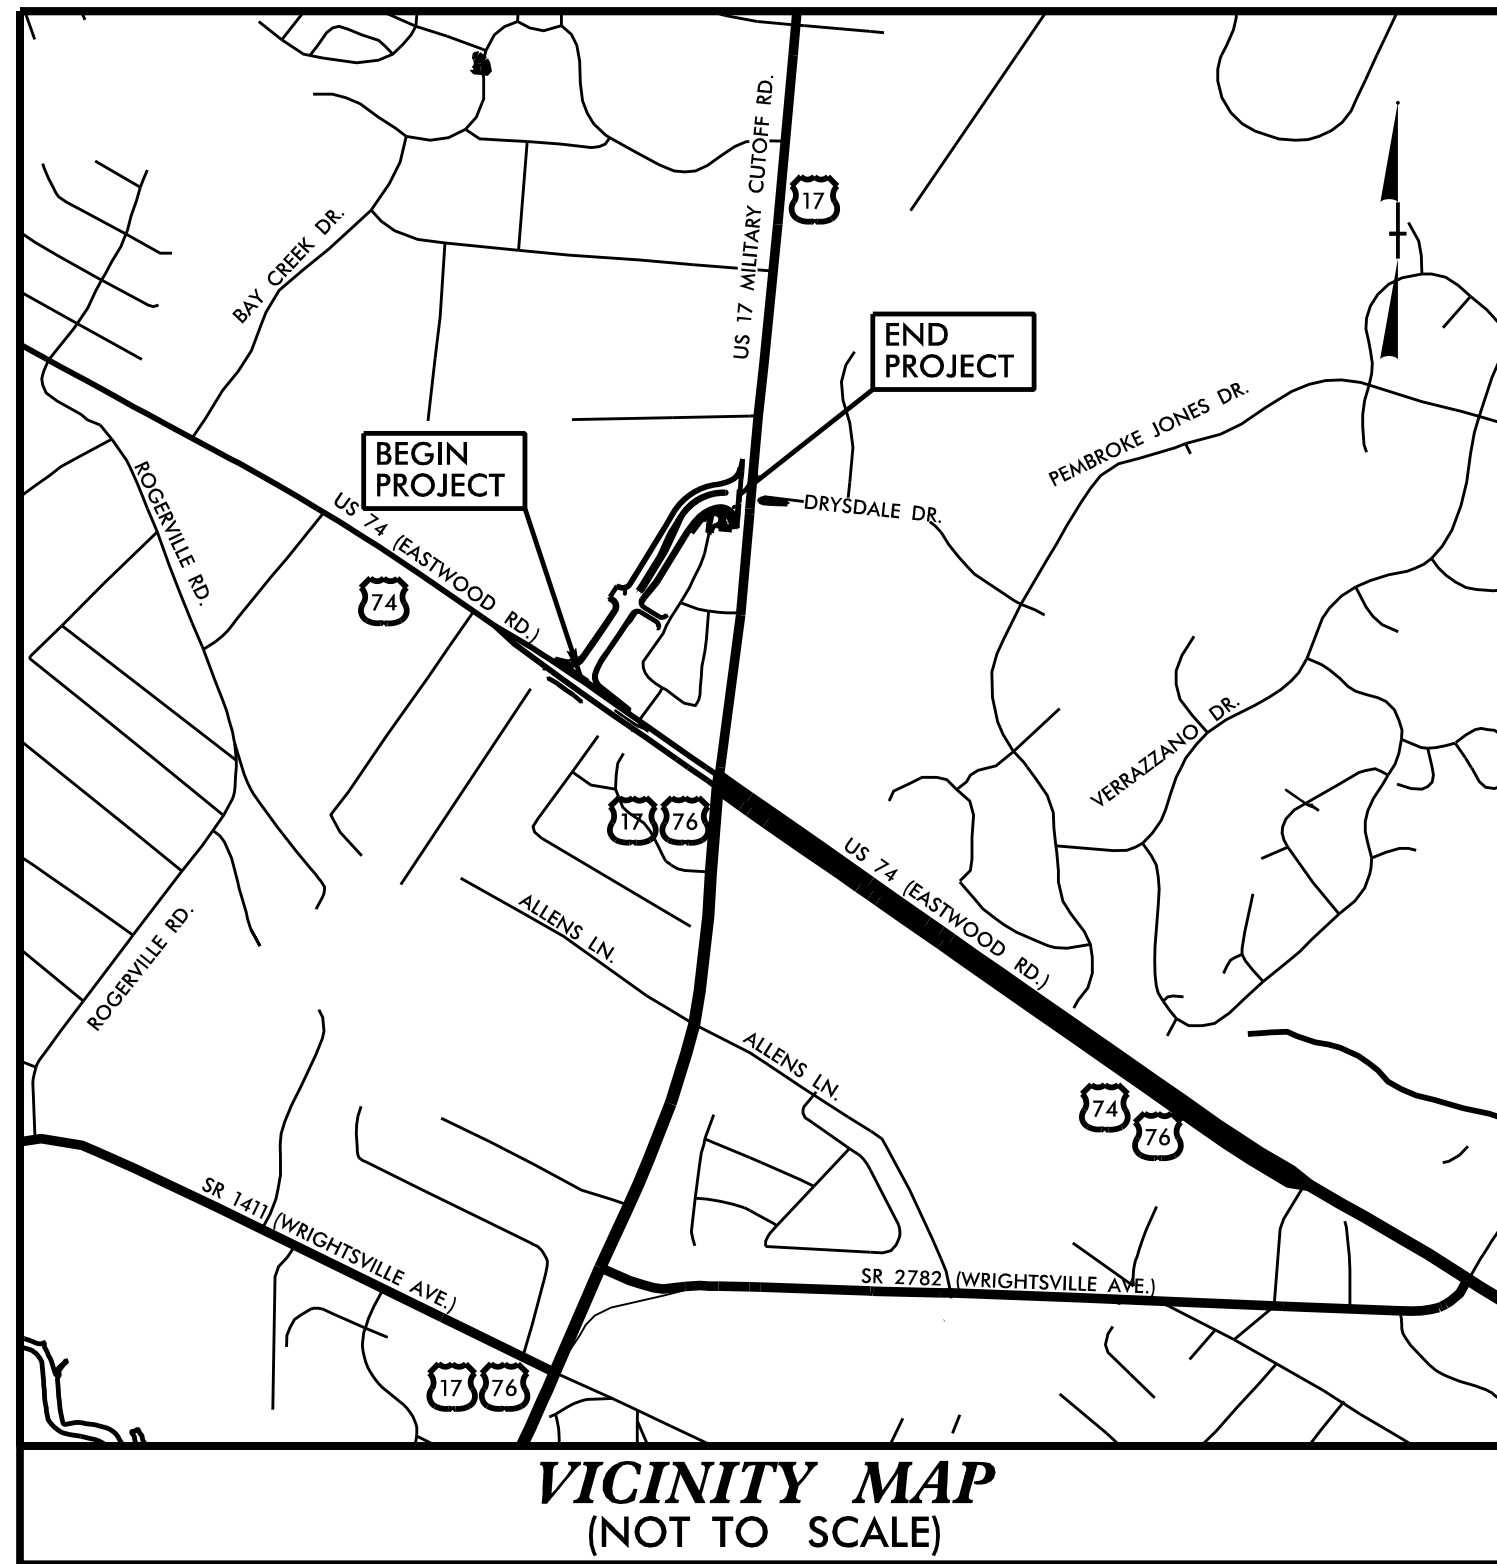 US 17 MILITARY CUTOFF RD.
17
BAY CREEK DR.
END
PROJECT
PEMBROKE JONES DR.
BEGIN
PROJECT
ROGERVILLE RD.
US 74 (EASTWOOD RD.)
DRYSDALE DR.
74
VERRAZZANO DR.
17
76
US 74 (EASTWOOD RD.)
ALLENS LN.
ROGERVILLE RD.
ALLENS LN.
74
76
SR 1411 (WRIGHTSVILLE AVE.)
SR 2782 (WRIGHTSVILLE AVE.)
17
76
VICINITY MAP
(NOT TO SCALE)